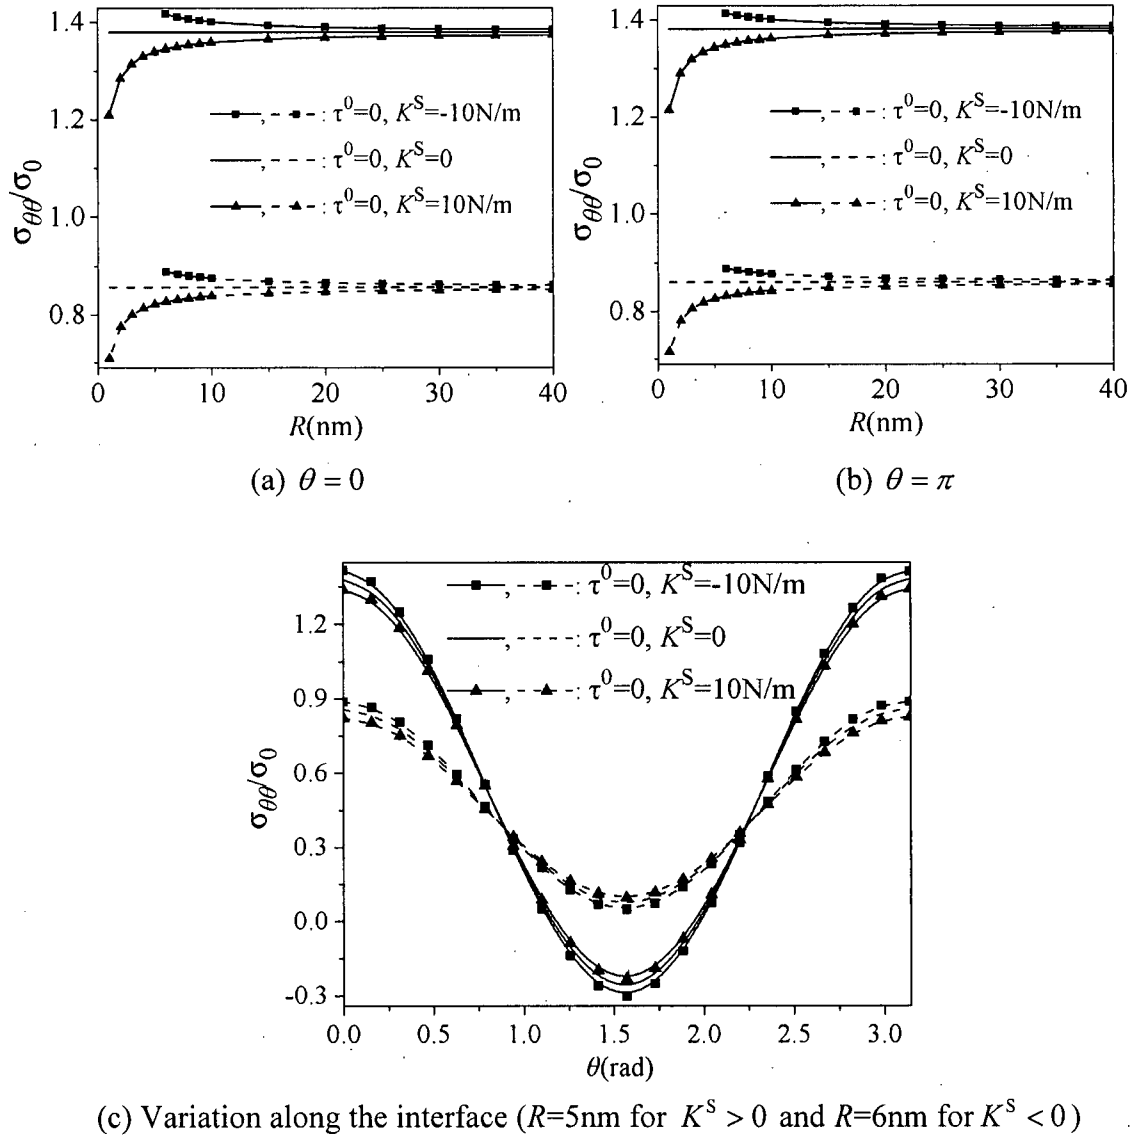 1.4
1.2
1.0
0.8
σθθ/σ0
, : τ⁰=0, Kˢ=-10N/m
, : τ⁰=0, Kˢ=0
, : τ⁰=0, Kˢ=10N/m
0 10 20 30 40
R(nm)
(a) θ = 0
1.4
1.2
1.0
0.8
σθθ/σ0
, : τ⁰=0, Kˢ=-10N/m
, : τ⁰=0, Kˢ=0
, : τ⁰=0, Kˢ=10N/m
0 10 20 30 40
R(nm)
(b) θ = π
1.2
0.9
0.6
0.3
0.0
-0.3
σθθ/σ0
, : τ⁰=0, Kˢ=-10N/m
, : τ⁰=0, Kˢ=0
, : τ⁰=0, Kˢ=10N/m
0.0 0.5 1.0 1.5 2.0 2.5 3.0
θ(rad)
(c) Variation along the interface (R=5nm for Kˢ > 0 and R=6nm for Kˢ < 0 )